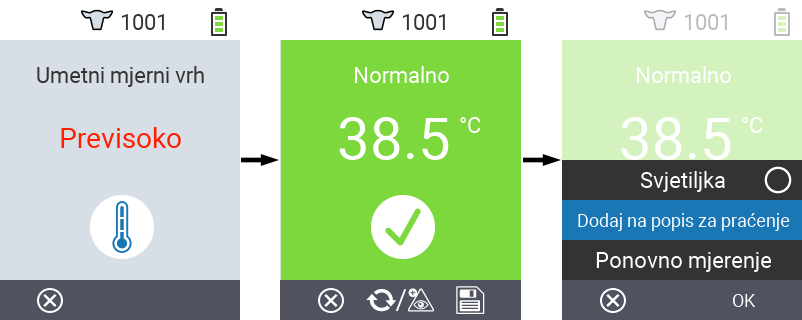 1001
Umetni mjerni vrh
Previsoko
1001
Normalno
38.5 °C
1001
Normalno
38.5 °C
Svjetiljka
Dodaj na popis za praćenje
Ponovno mjerenje
OK